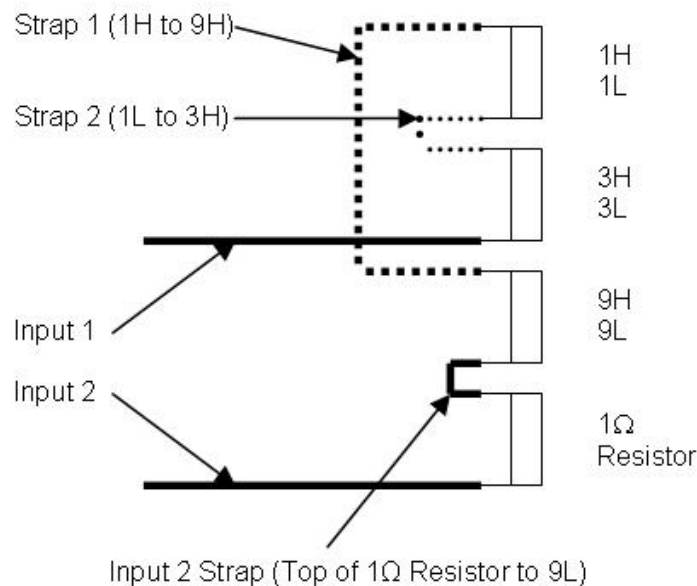 Strap 1 (1H to 9H)
1H
1L
Strap 2 (1L to 3H)
3H
3L
9H
9L
Input 1
Input 2
1Ω
Resistor
Input 2 Strap (Top of 1Ω Resistor to 9L)